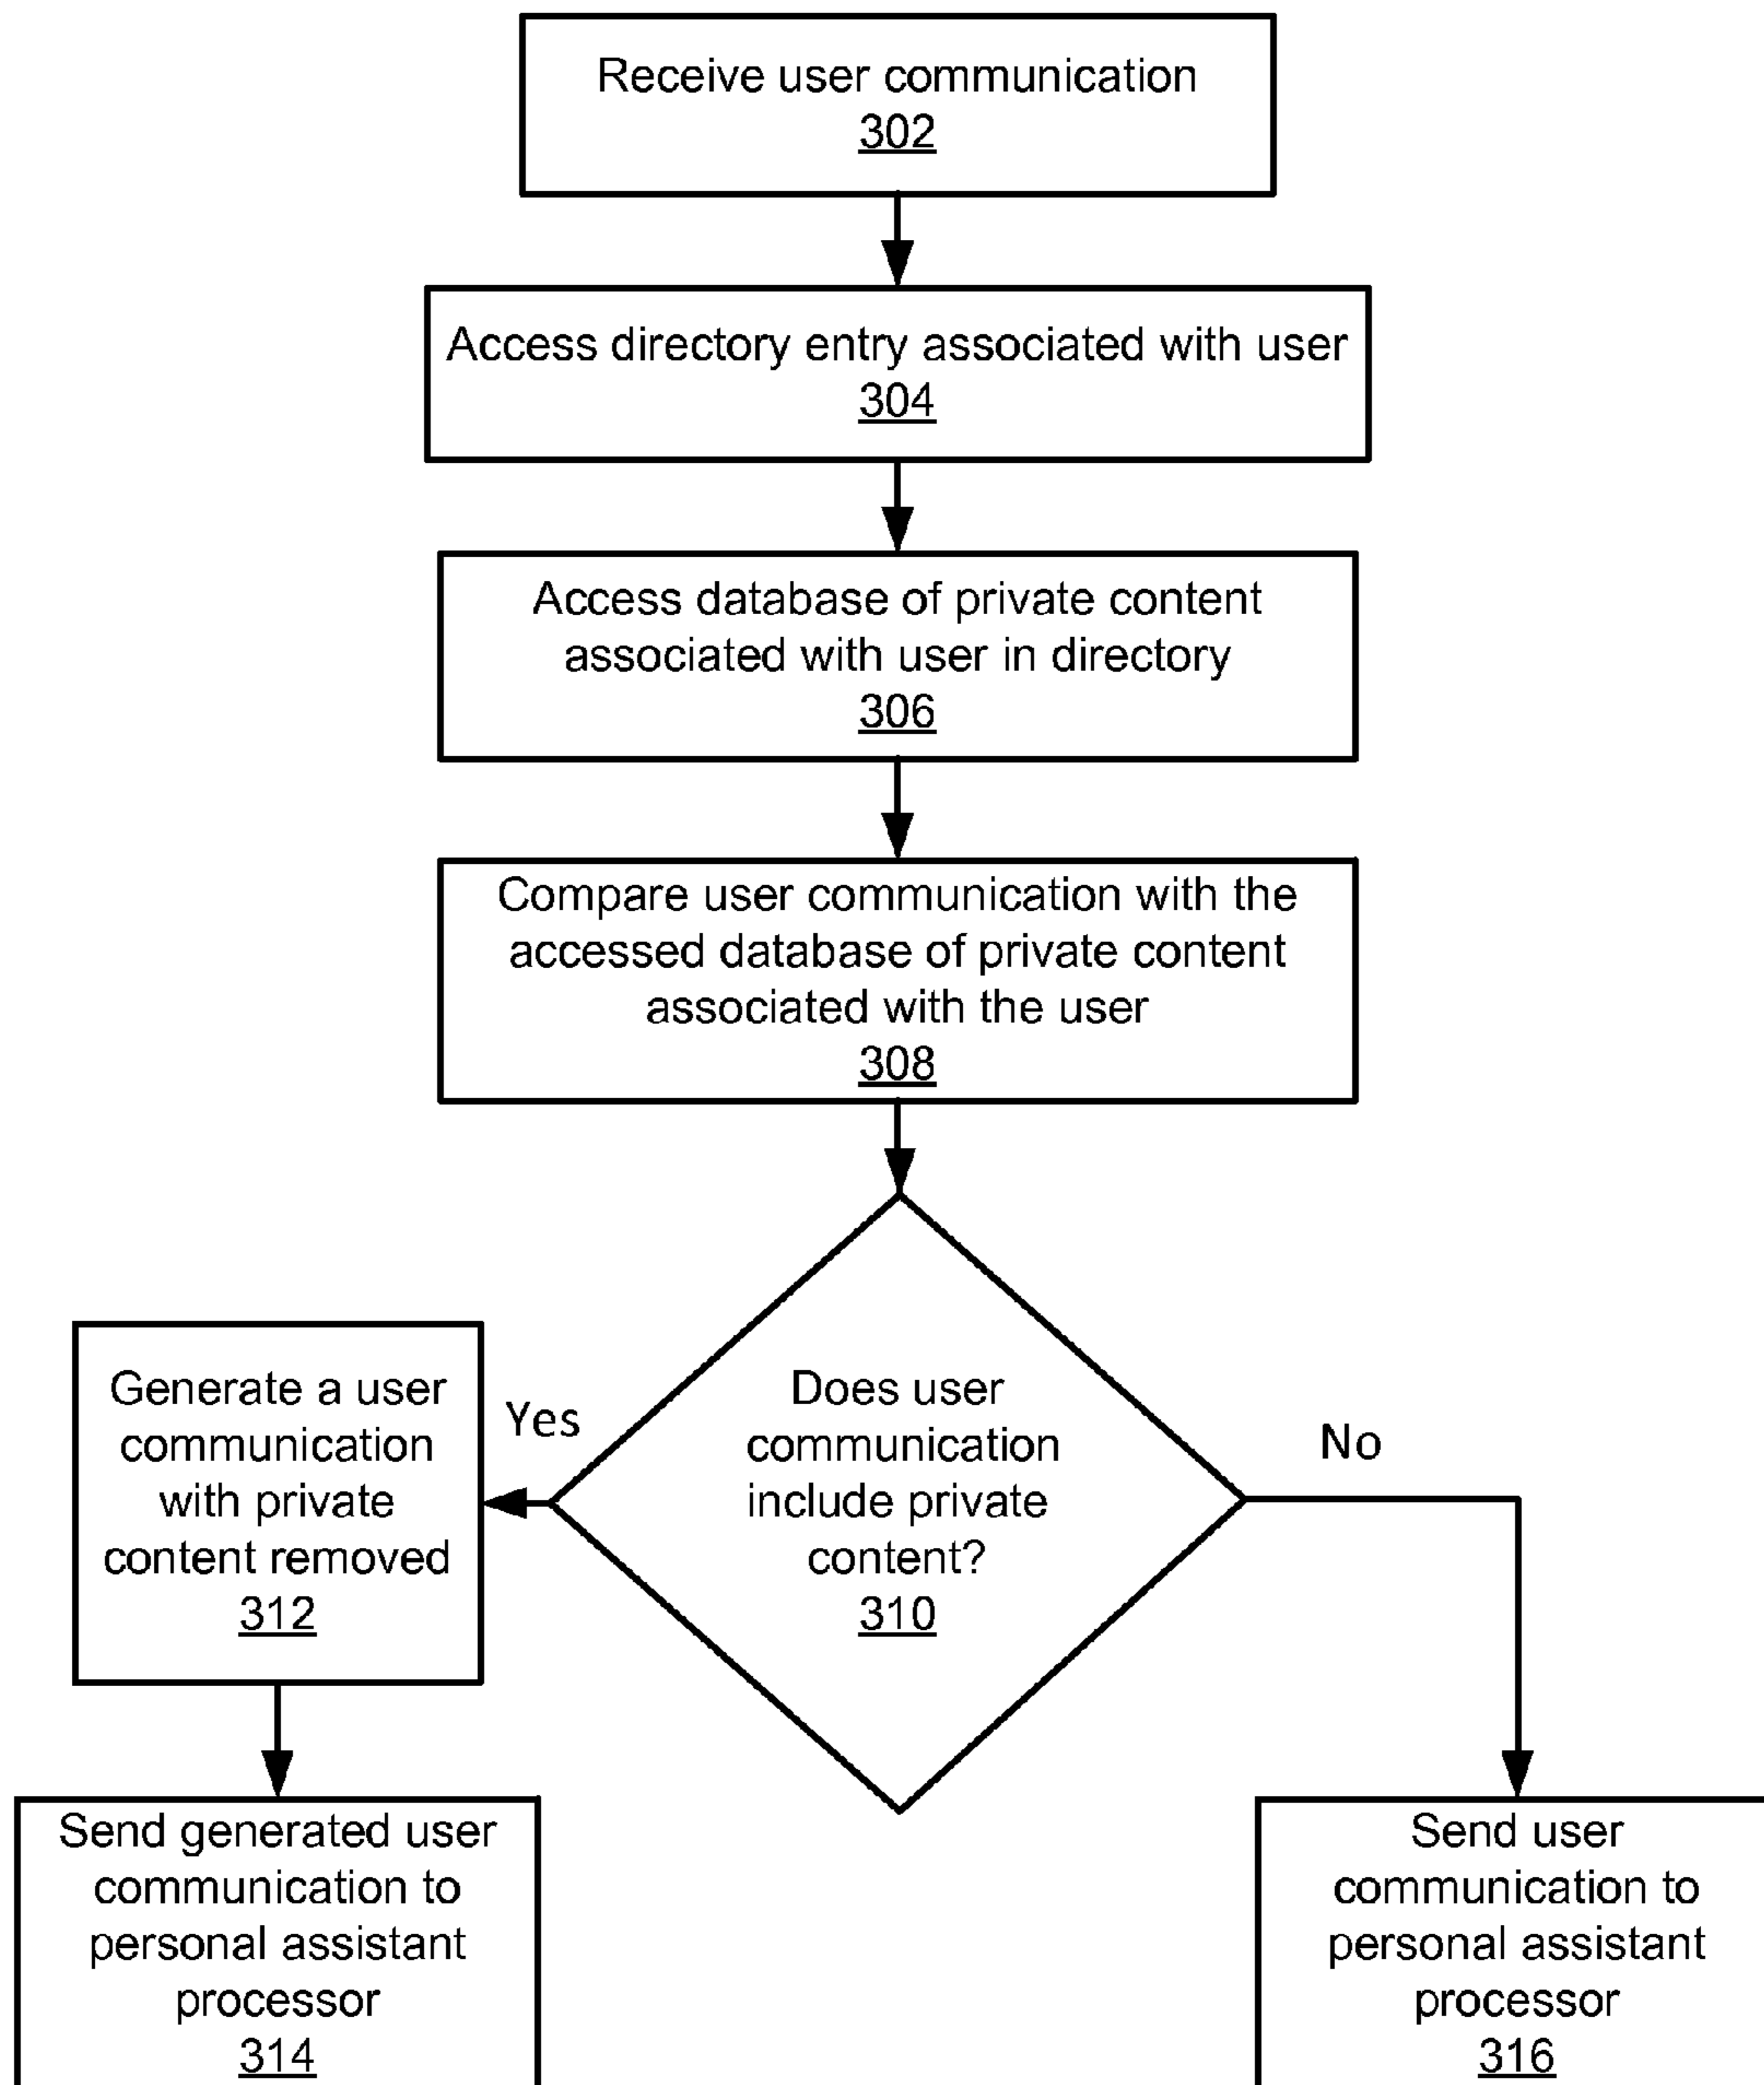 Receive user communication
302
Access directory entry associated with user
304
Access database of private content
associated with user in directory
306
Compare user communication with the
accessed database of private content
associated with the user
308
Does user
communication
include private
content?
310
Yes
No
Generate a user
communication
with private
content removed
312
Send generated user
communication to
personal assistant
processor
314
Send user
communication to
personal assistant
processor
316